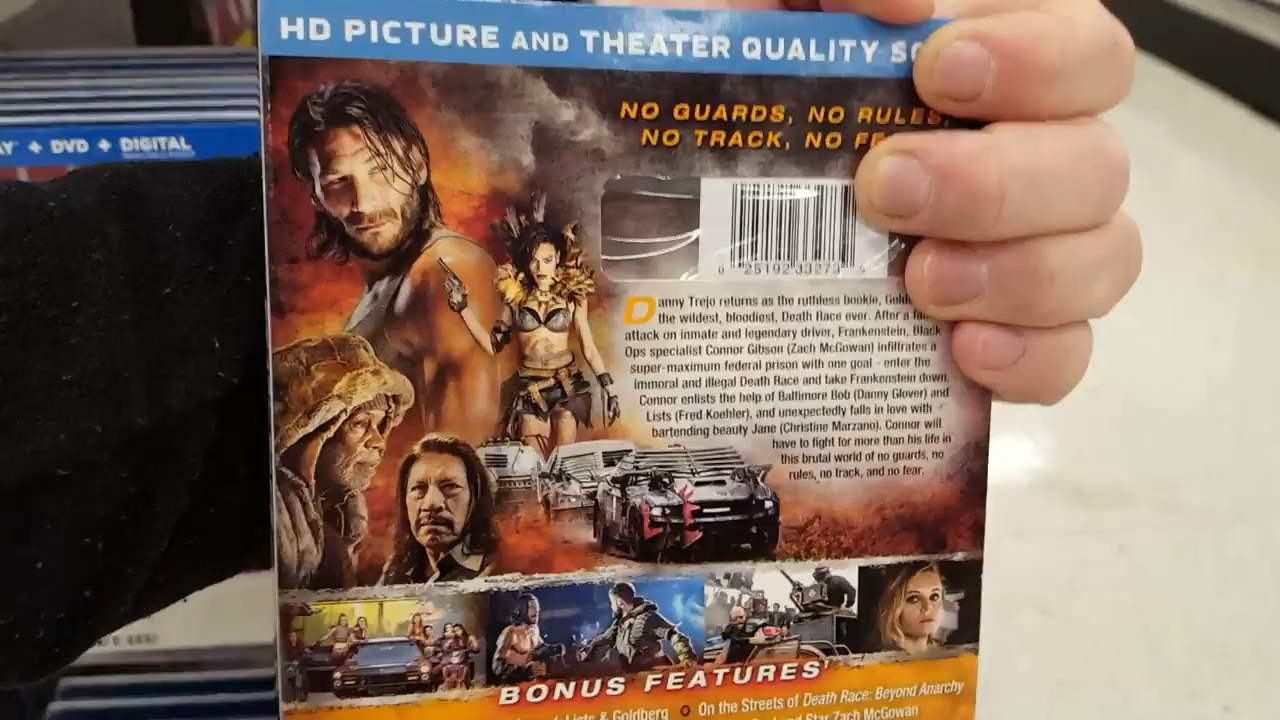 HD PICTURE AND THEATER QUALITY
+ DVD + DIGITAL
NO GUARDS, NO RULES,
NO TRACK, NO
25192 33273
Danny Trejo returns as the ruthless bookie,
the wildest, bloodiest, Death Race ever. After a
attack on inmate and legendary driver, Frankenstein, Black
Ops specialist Connor Gibson (Zach McGowan) infiltrates a
super-maximum federal prison with one goal - enter the
immoral and illegal Death Race and take Frankenstein down.
Connor enlists the help of Baltimore Bob (Danny Glover) and
Lists (Fred Koehler), and unexpectedly falls in love with
bartending beauty Jane (Christine Marzano). Connor will
have to fight for more than his life in
this brutal world of no guards, no
rules, no track, and no fear.
BONUS FEATURES
Lists & Goldberg
On the Streets of Death Race: Beyond Anarchy
and Star Zach McGowan